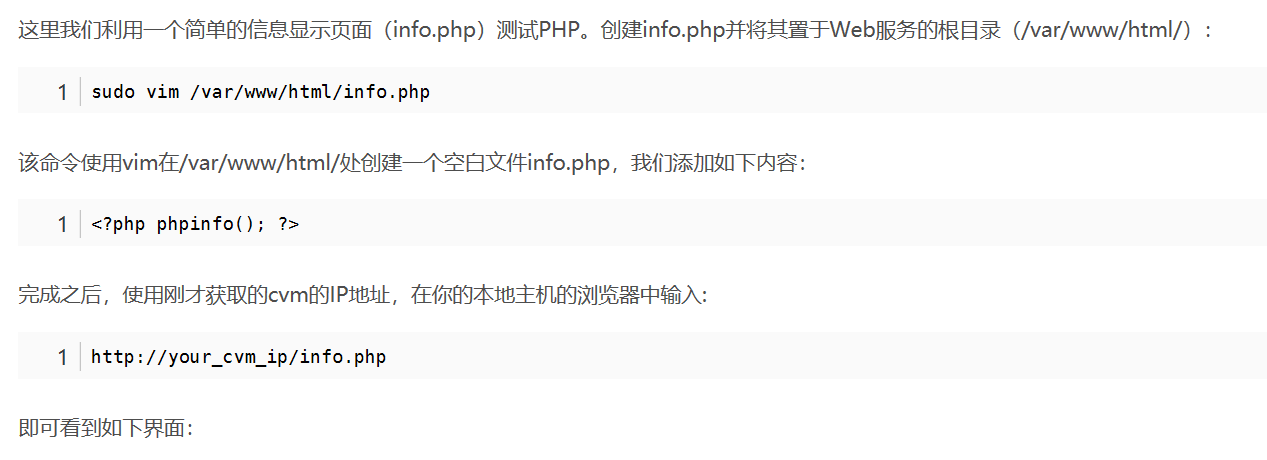 这里我们利用一个简单的信息显示页面（info.php）测试PHP。创建info.php并将其置于Web服务的根目录（/var/www/html/）:
1 sudo vim /var/www/html/info.php
该命令使用vim在/var/www/html/处创建一个空白文件info.php，我们添加如下内容:
1 <?php phpinfo(); ?>
完成之后，使用刚才获取的cvm的IP地址，在你的本地主机的浏览器中输入:
1 http://your_cvm_ip/info.php
即可看到如下界面: